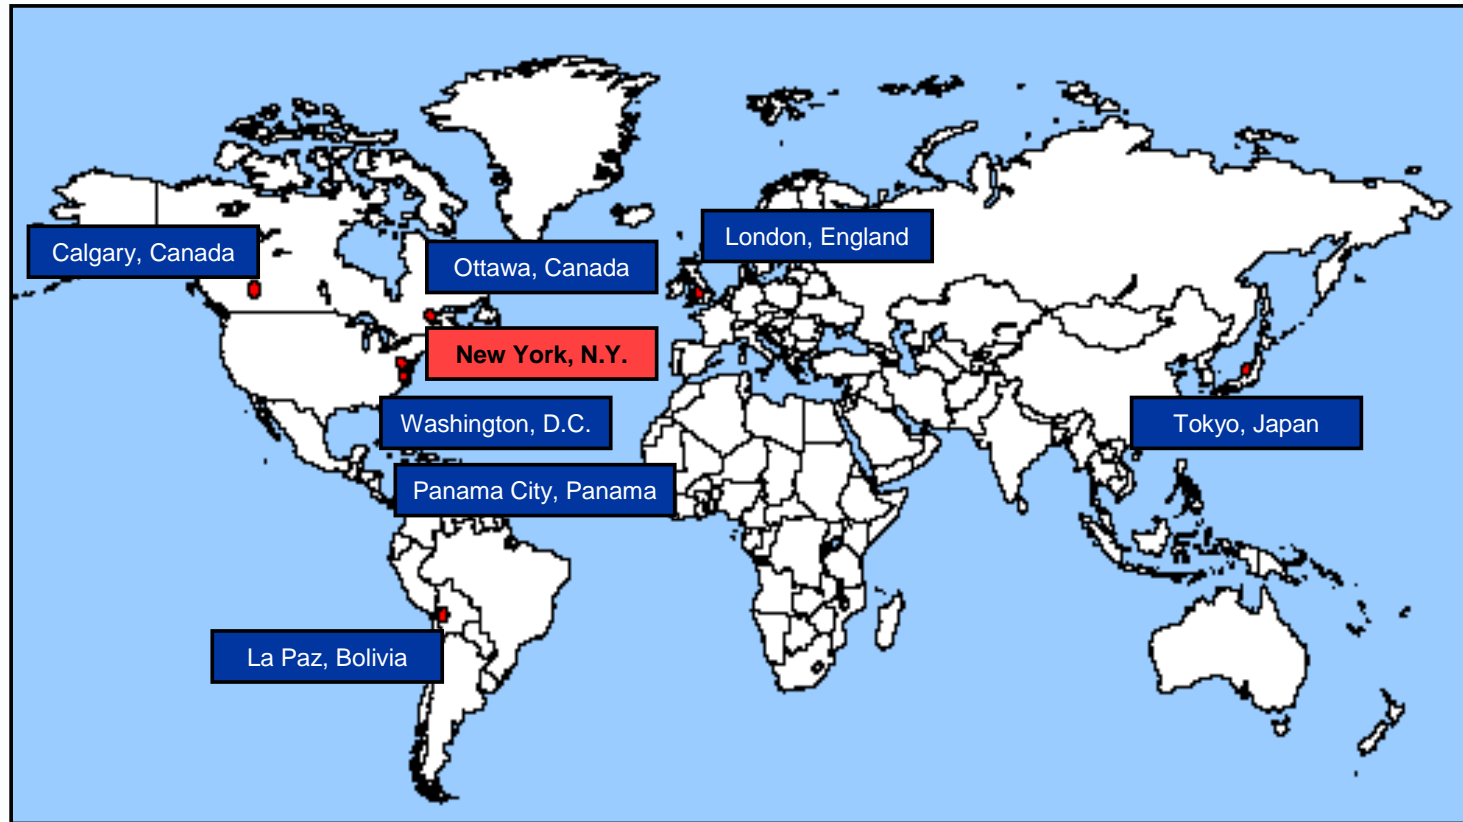 London, England
Calgary, Canada
Ottawa, Canada
New York, N.Y.
Washington, D.C.
Tokyo, Japan
Panama City, Panama
La Paz, Bolivia